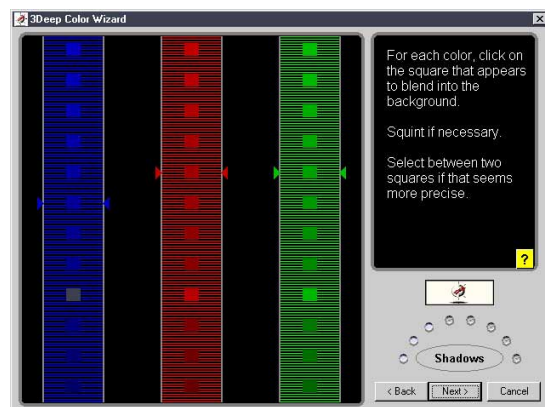 3Deep Color Wizard
For each color, click on
the square that appears
to blend into the
background.
Squint if necessary.
Select between two
squares if that seems
more precise.
?
Shadows
< Back
Next >
Cancel